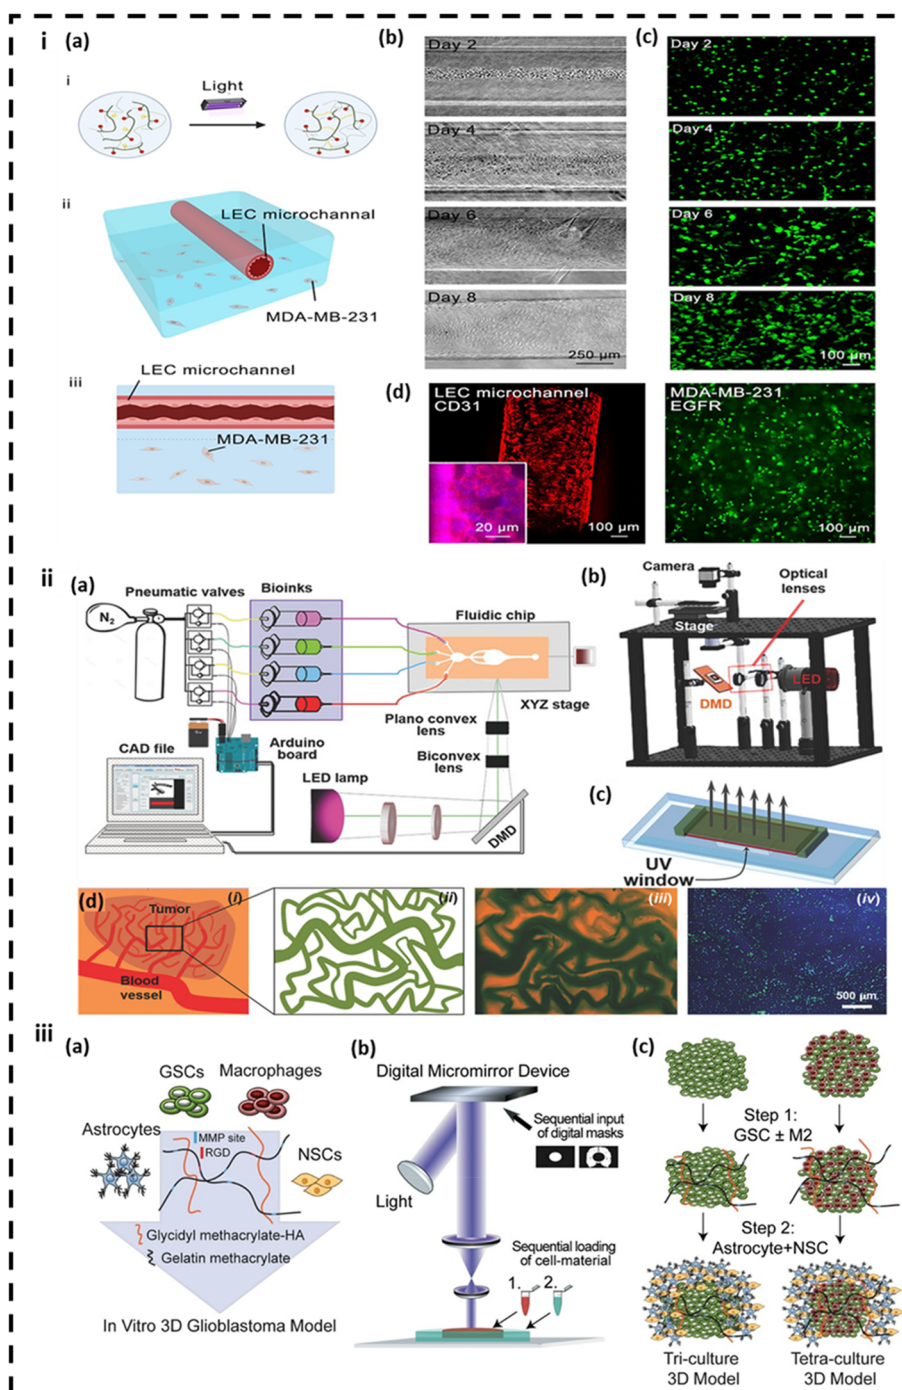 i
(a)
i
Light
ii
LEC microchannal
MDA-MB-231
iii
LEC microchannel
MDA-MB-231
(b)
Day 2
Day 4
Day 6
Day 8
250 μm
(c)
Day 2
Day 4
Day 6
Day 8
100 μm
(d)
LEC microchannel
CD31
20 μm
100 μm
MDA-MB-231
EGFR
100 μm
ii
(a)
Pneumatic valves
N2
Bioinks
Fluidic chip
XYZ stage
Plano convex
lens
Biconvex
lens
Arduino
board
CAD file
LED lamp
DMD
(b)
Camera
Optical
lenses
Stage
LED
DMD
(c)
UV
window
(d)
(i)
Tumor
Blood
vessel
(ii)
(iii)
(iv)
500 μm
iii
(a)
GSCs
Macrophages
Astrocytes
MMP site
RGD
NSCs
Glycidyl methacrylate-HA
Gelatin methacrylate
In Vitro 3D Glioblastoma Model
(b)
Digital Micromirror Device
Sequential input
of digital masks
Light
Sequential loading
of cell-material
1.
2.
(c)
Step 1:
GSC ± M2
Step 2:
Astrocyte+NSC
Tri-culture
3D Model
Tetra-culture
3D Model